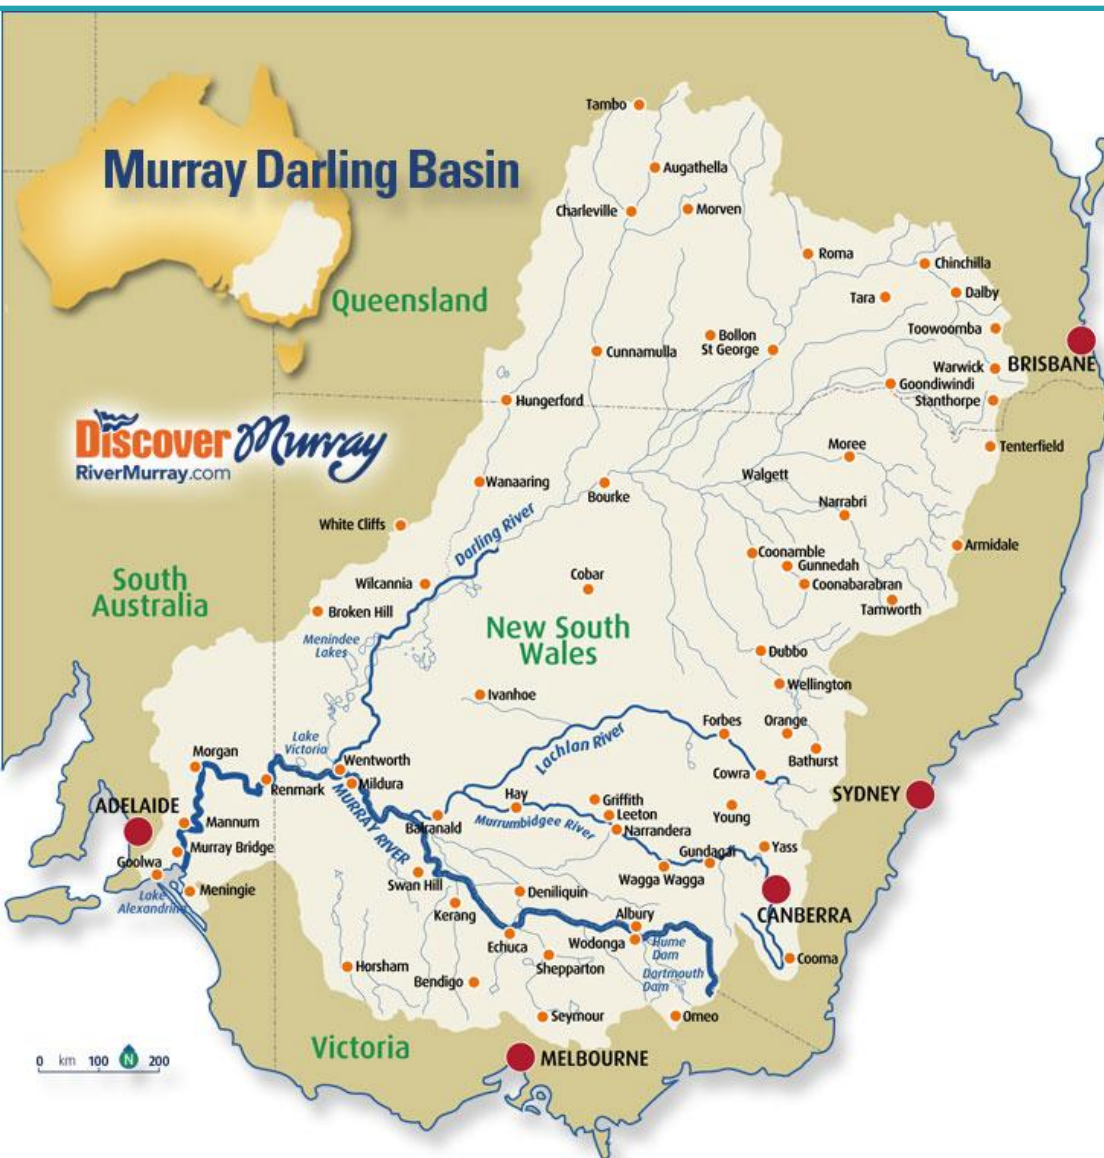 Tambo
Murray Darling Basin
Augathella
Charleville
Morven
Roma
Chinchilla
Queensland
Tara
Dalby
Toowoomba
Bollon
St George
Cunnamulla
BRISBANE
Warwick
Goondiwindi
Stanthorpe
Hungerford
Discover Murray
RiverMurray.com
Moree
Tenterfield
Walgett
Wanaaring
Bourke
Narrabri
White Cliffs
Darling River
Armidale
Coonamble
Gunnedah
South
Australia
Wilcannia
Cobar
Coonabarabran
Tamworth
Broken Hill
New South
Wales
Menindee
Lakes
Dubbo
Wellington
Ivanhoe
Forbes
Orange
Lake
Victoria
Lachlan River
Morgan
Wentworth
Bathurst
Cowra
Renmark
Mildura
SYDNEY
ADELAIDE
MURRAY RIVER
Hay
Griffith
Leeton
Young
Mannum
Balranald
Murrumbidgee River
Narrandera
Murray Bridge
Gundagai
Yass
Goolwa
Swan Hill
Wagga Wagga
Meningie
Lake
Alexandrina
Deniliquin
Kerang
Albury
CANBERRA
Echuca
Wodonga
Hume
Dam
Cooma
Horsham
Shepparton
Dartmouth
Dam
Bendigo
Seymour
Omeo
Victoria
MELBOURNE
0 km 100 N 200